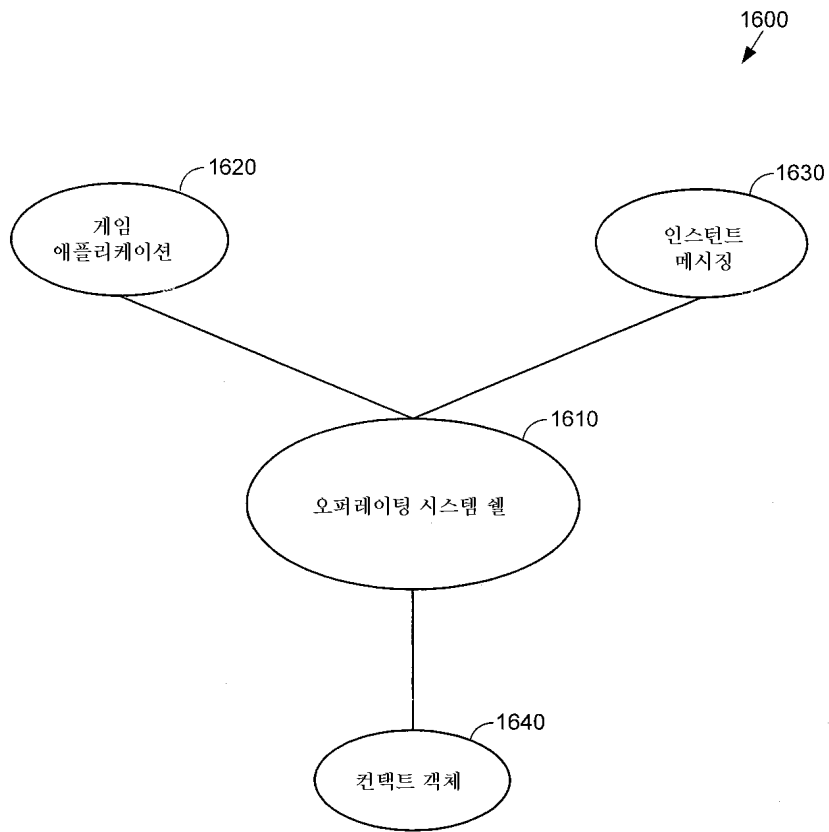 1600
1620
게임
애플리케이션
1630
인스턴트
메시징
1610
오퍼레이팅 시스템 쉘
1640
컨택트 객체